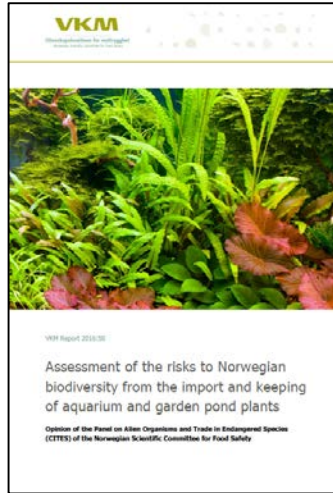 VKM
VKM Report 2016:50
Assessment of the risks to Norwegian
biodiversity from the import and keeping
of aquarium and garden pond plants
Opinion of the Panel on Alien Organisms and Trade in Endangered Species
(CITES) of the Norwegian Scientific Committee for Food Safety